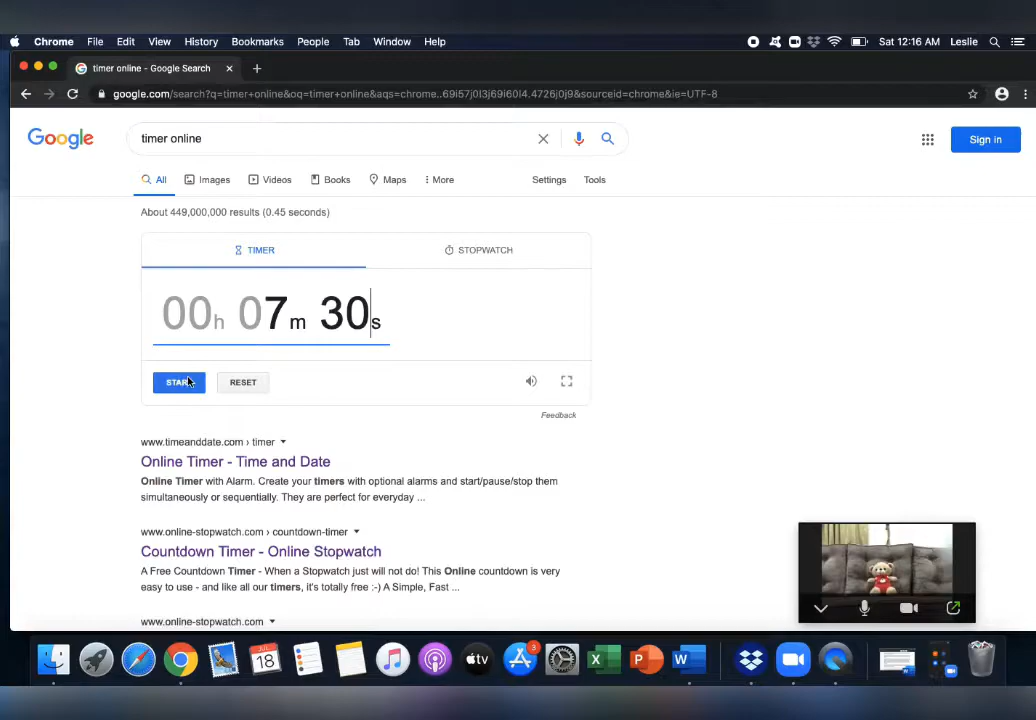 Chrome File Edit View History Bookmarks People Tab Window Help Sat 12:16 AM Leslie
timer online - Google Search
google.com/search?q=timer+online&oq=timer+online&aqs=chrome..69i57j0l3j69i60l4.4726j0j9&sourceid=chrome&ie=UTF-8
Google timer online Sign in
All Images Videos Books Maps More Settings Tools
About 449,000,000 results (0.45 seconds)
TIMER STOPWATCH
00h 07m 30s
START RESET
Feedback
www.timeanddate.com › timer
Online Timer - Time and Date
Online Timer with Alarm. Create your timers with optional alarms and start/pause/stop them
simultaneously or sequentially. They are perfect for everyday ...
www.online-stopwatch.com › countdown-timer
Countdown Timer - Online Stopwatch
A Free Countdown Timer - When a Stopwatch just will not do! This Online countdown is very
easy to use - and like all our timers, it's totally free :-) A Simple, Fast ...
www.online-stopwatch.com
JUL
18
tv
3
X
P
W